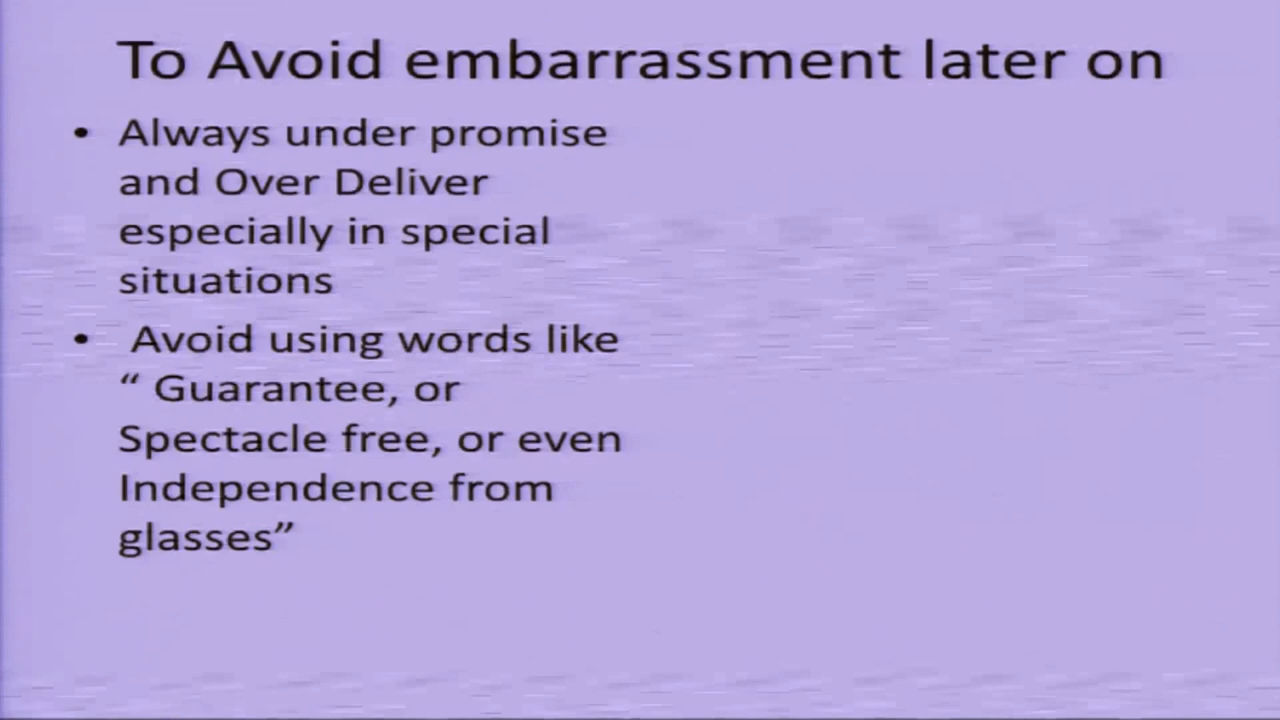 To Avoid embarrassment later on
• Always under promise
and Over Deliver
especially in special
situations
• Avoid using words like
“ Guarantee, or
Spectacle free, or even
Independence from
glasses”